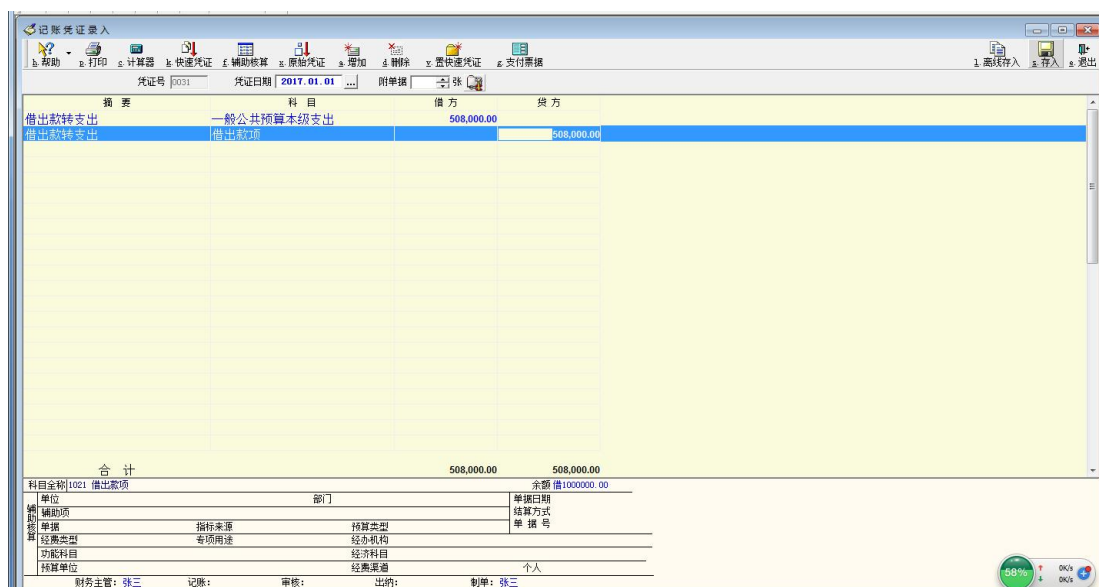 记账凭证录入
h.帮助 p.打印 c.计算器 k.快速凭证 f.辅助核算 x.原始凭证 a.增加 d.删除 v.置快速凭证 g.支付票据 l.离线存入 s.存入 e.退出
凭证号 0031 凭证日期 2017.01.01 ... 附单据 张
摘 要 科 目 借 方 贷 方
借出款转支出 一般公共预算本级支出 508,000.00
借出款转支出 借出款项 508,000.00
合 计 508,000.00 508,000.00
科目全称 1021 借出款项 余额 借1000000.00
辅助核算
单位 部门 单据日期
辅助项 结算方式
单据 指标来源 预算类型 单 据 号
经费类型 专项用途 经办机构
功能科目 经济科目
预算单位 经费渠道 个人
财务主管: 张三 记账: 审核: 出纳: 制单: 张三
58%
0K/s
0K/s